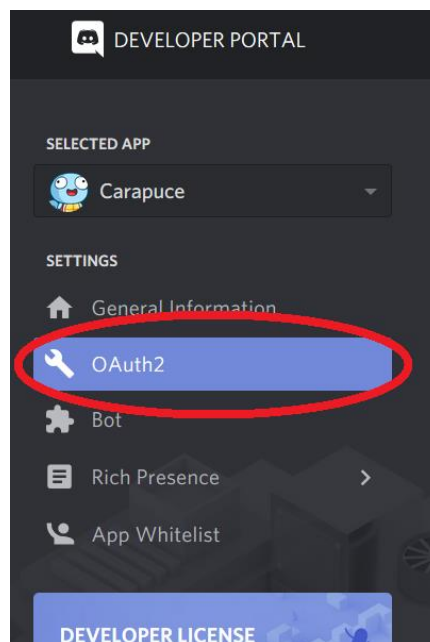 DEVELOPER PORTAL
SELECTED APP
Carapuce
SETTINGS
General Information
OAuth2
Bot
Rich Presence
App Whitelist
DEVELOPER LICENSE